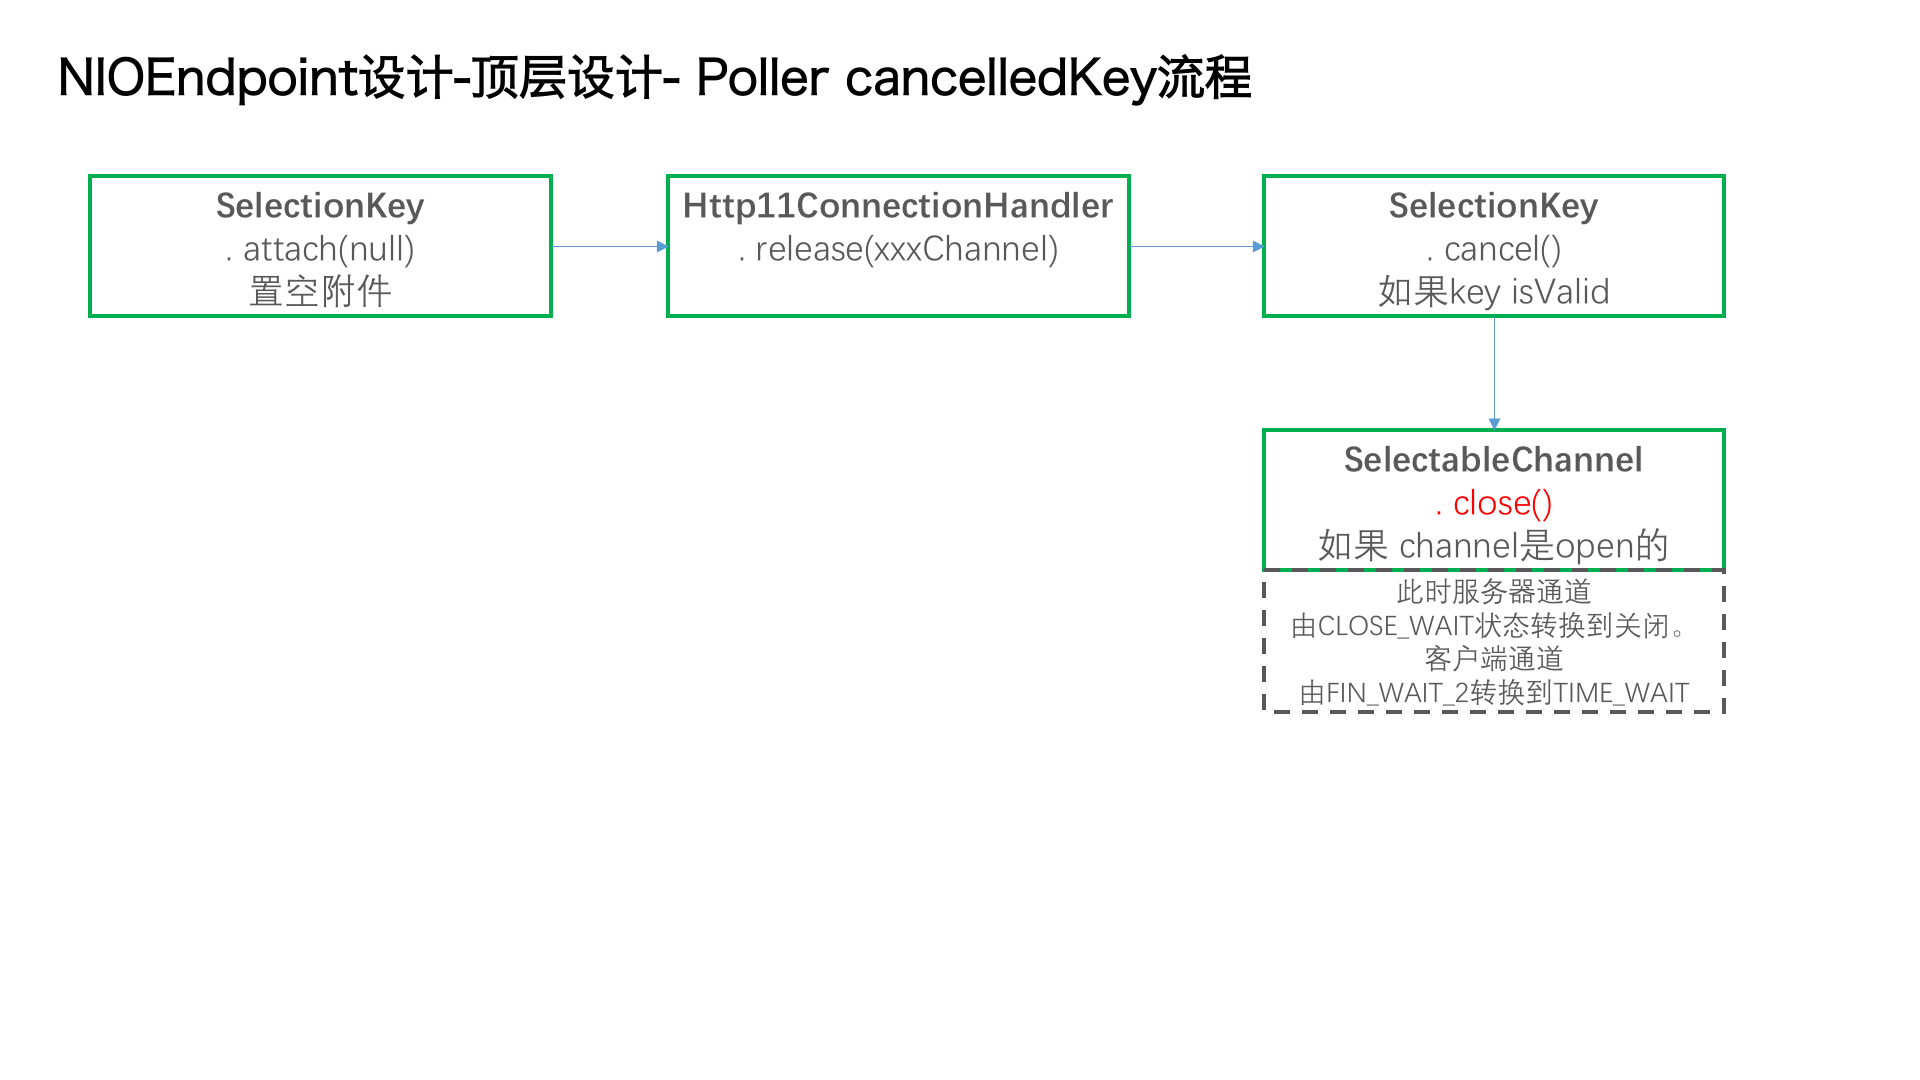 NIOEndpoint设计-顶层设计- Poller cancelledKey流程
SelectionKey
. attach(null)
置空附件
Http11ConnectionHandler
. release(xxxChannel)
SelectionKey
. cancel()
如果key isValid
SelectableChannel
. close()
如果 channel是open的
此时服务器通道
由CLOSE_WAIT状态转换到关闭。
客户端通道
由FIN_WAIT_2转换到TIME_WAIT